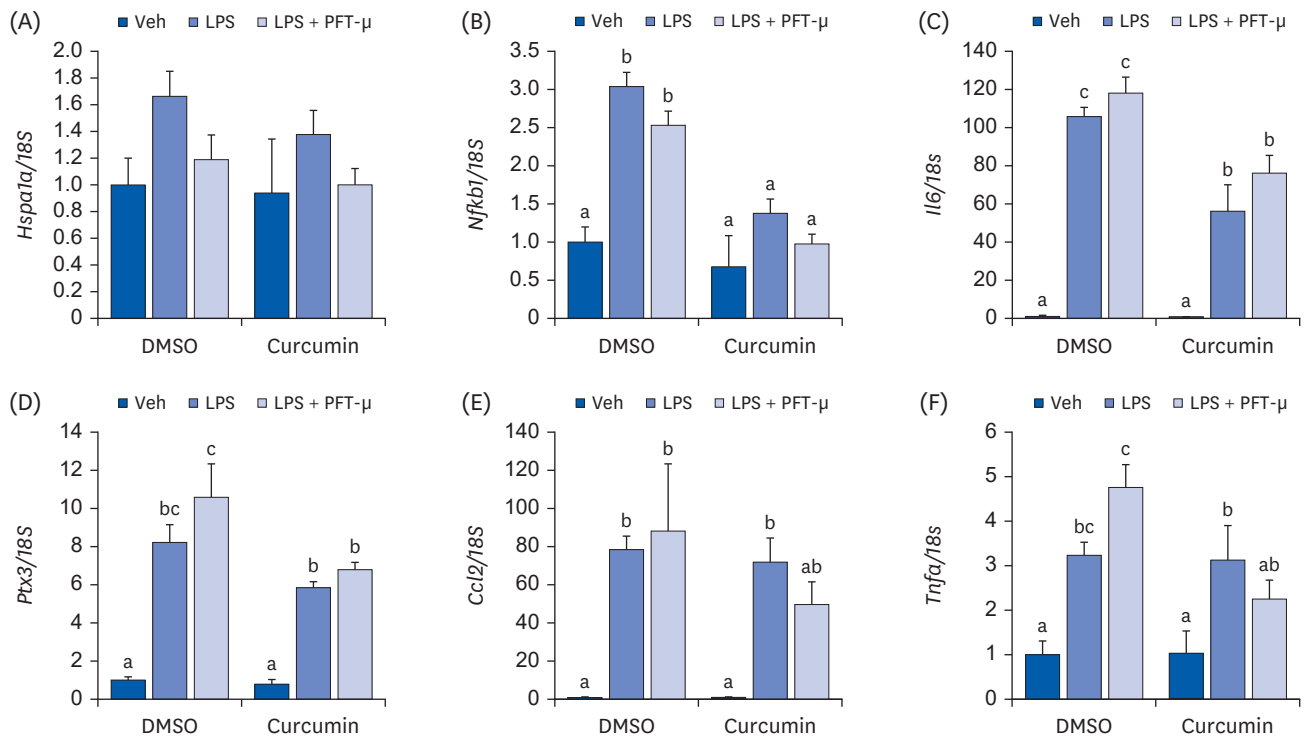 (A)
Veh LPS LPS + PFT-μ
Hspa1a/18S
2.0
1.8
1.6
1.4
1.2
1.0
0.8
0.6
0.4
0.2
0
DMSO Curcumin
(B)
Veh LPS LPS + PFT-μ
Nfkb1/18S
3.5
3.0
2.5
2.0
1.5
1.0
0.5
0
a b b a a a
DMSO Curcumin
(C)
Veh LPS LPS + PFT-μ
Il6/18s
140
120
100
80
60
40
20
0
a c c a b b
DMSO Curcumin
(D)
Veh LPS LPS + PFT-μ
Ptx3/18S
14
12
10
8
6
4
2
0
a bc c a b b
DMSO Curcumin
(E)
Veh LPS LPS + PFT-μ
Ccl2/18S
140
120
100
80
60
40
20
0
a b b a b ab
DMSO Curcumin
(F)
Veh LPS LPS + PFT-μ
Tnfa/18s
6
5
4
3
2
1
0
a bc c a b ab
DMSO Curcumin